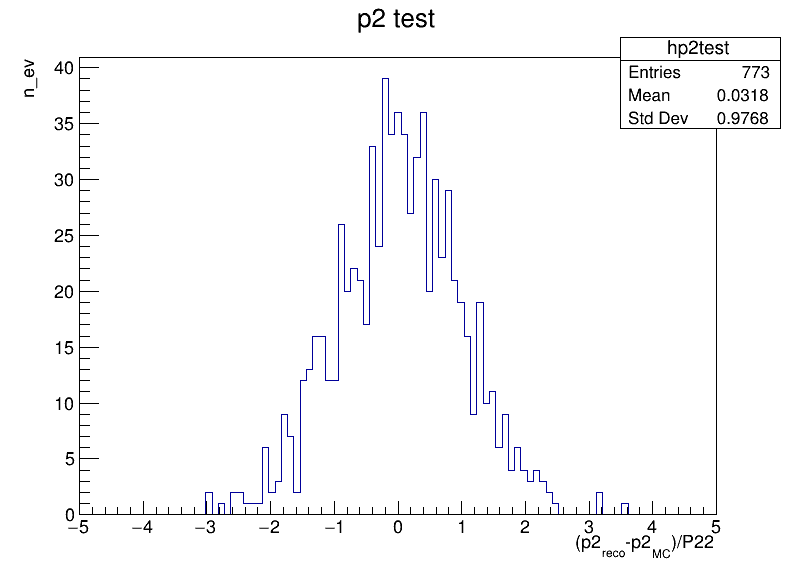 p2 test
hp2test
Entries 773
Mean 0.0318
Std Dev 0.9768
n_ev
40
35
30
25
20
15
10
5
0
−5 −4 −3 −2 −1 0 1 2 3 4 5
(p2reco-p2MC)/P22